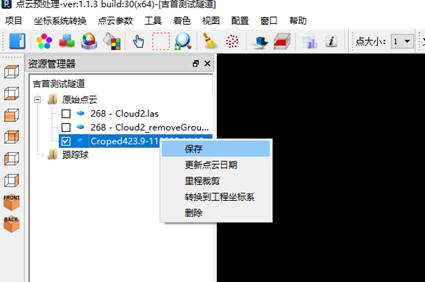 点云预处理-ver:1.1.3 build:30(x64)-[吉首测试隧道]
项目 坐标系统转换 点云参数 工具 着色 视图 配置 窗口 帮助
点大小: 1
资源管理器
吉首测试隧道
原始点云
268 - Cloud2.las
268 - Cloud2_removeGrou...
Croped423.9-11
跟踪球
保存
更新点云日期
里程裁剪
转换到工程坐标系
删除
FRONT
BACK